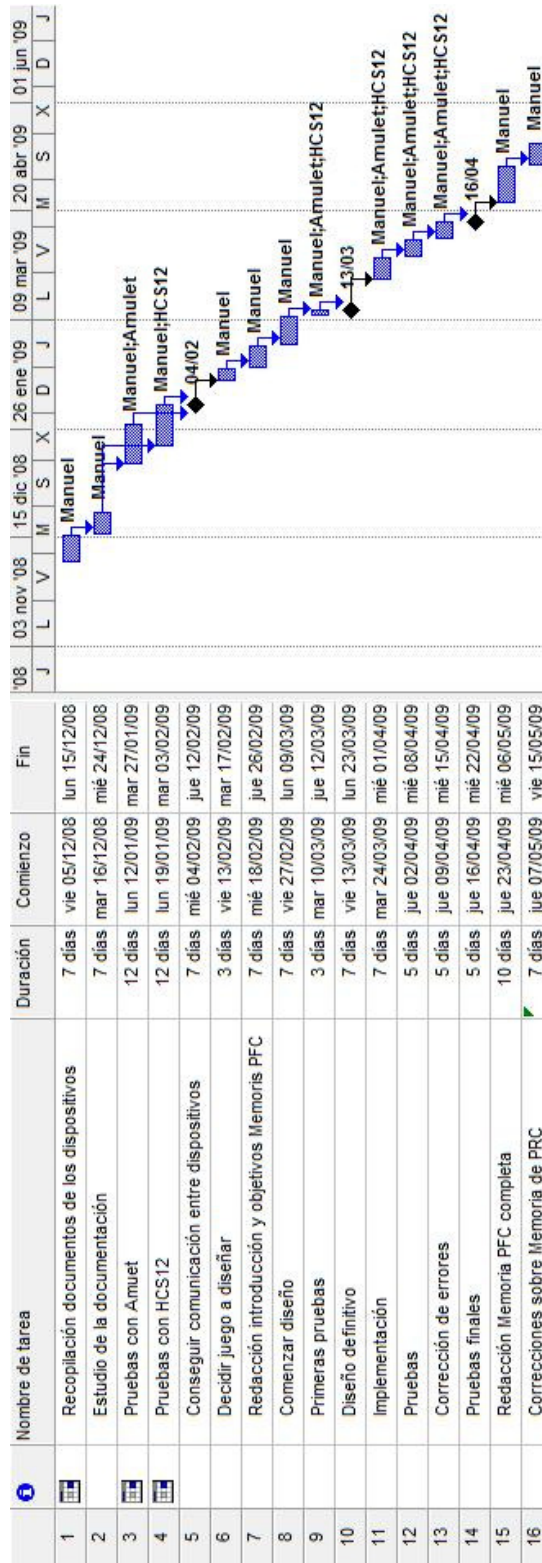 Nombre de tarea Duración Comienzo Fin
'08 03 nov '08 15 dic '08 26 ene '09 09 mar '09 20 abr '09 01 jun '09
J L V M S X D J L V M S X D J
1 Recopilación documentos de los dispositivos 7 días vie 05/12/08 lun 15/12/08 Manuel
2 Estudio de la documentación 7 días mar 16/12/08 mié 24/12/08 Manuel
3 Pruebas con Amuet 12 días lun 12/01/09 mar 27/01/09 Manuel;Amulet
4 Pruebas con HCS12 12 días lun 19/01/09 mar 03/02/09 Manuel;HCS12
5 Conseguir comunicación entre dispositivos 7 días mié 04/02/09 jue 12/02/09 04/02
6 Decidir juego a diseñar 3 días vie 13/02/09 mar 17/02/09 Manuel
7 Redacción introducción y objetivos Memoris PFC 7 días mié 18/02/09 jue 26/02/09 Manuel
8 Comenzar diseño 7 días vie 27/02/09 lun 09/03/09 Manuel
9 Primeras pruebas 3 días mar 10/03/09 jue 12/03/09 Manuel;Amulet;HCS12
10 Diseño definitivo 7 días vie 13/03/09 lun 23/03/09 13/03
11 Implementación 7 días mar 24/03/09 mié 01/04/09 Manuel;Amulet;HCS12
12 Pruebas 5 días jue 02/04/09 mié 08/04/09 Manuel;Amulet;HCS12
13 Corrección de errores 5 días jue 09/04/09 mié 15/04/09 Manuel;Amulet;HCS12
14 Pruebas finales 5 días jue 16/04/09 mié 22/04/09 16/04
15 Redacción Memoria PFC completa 10 días jue 23/04/09 mié 06/05/09 Manuel
16 Correcciones sobre Memoria de PRC 7 días jue 07/05/09 vie 15/05/09 Manuel